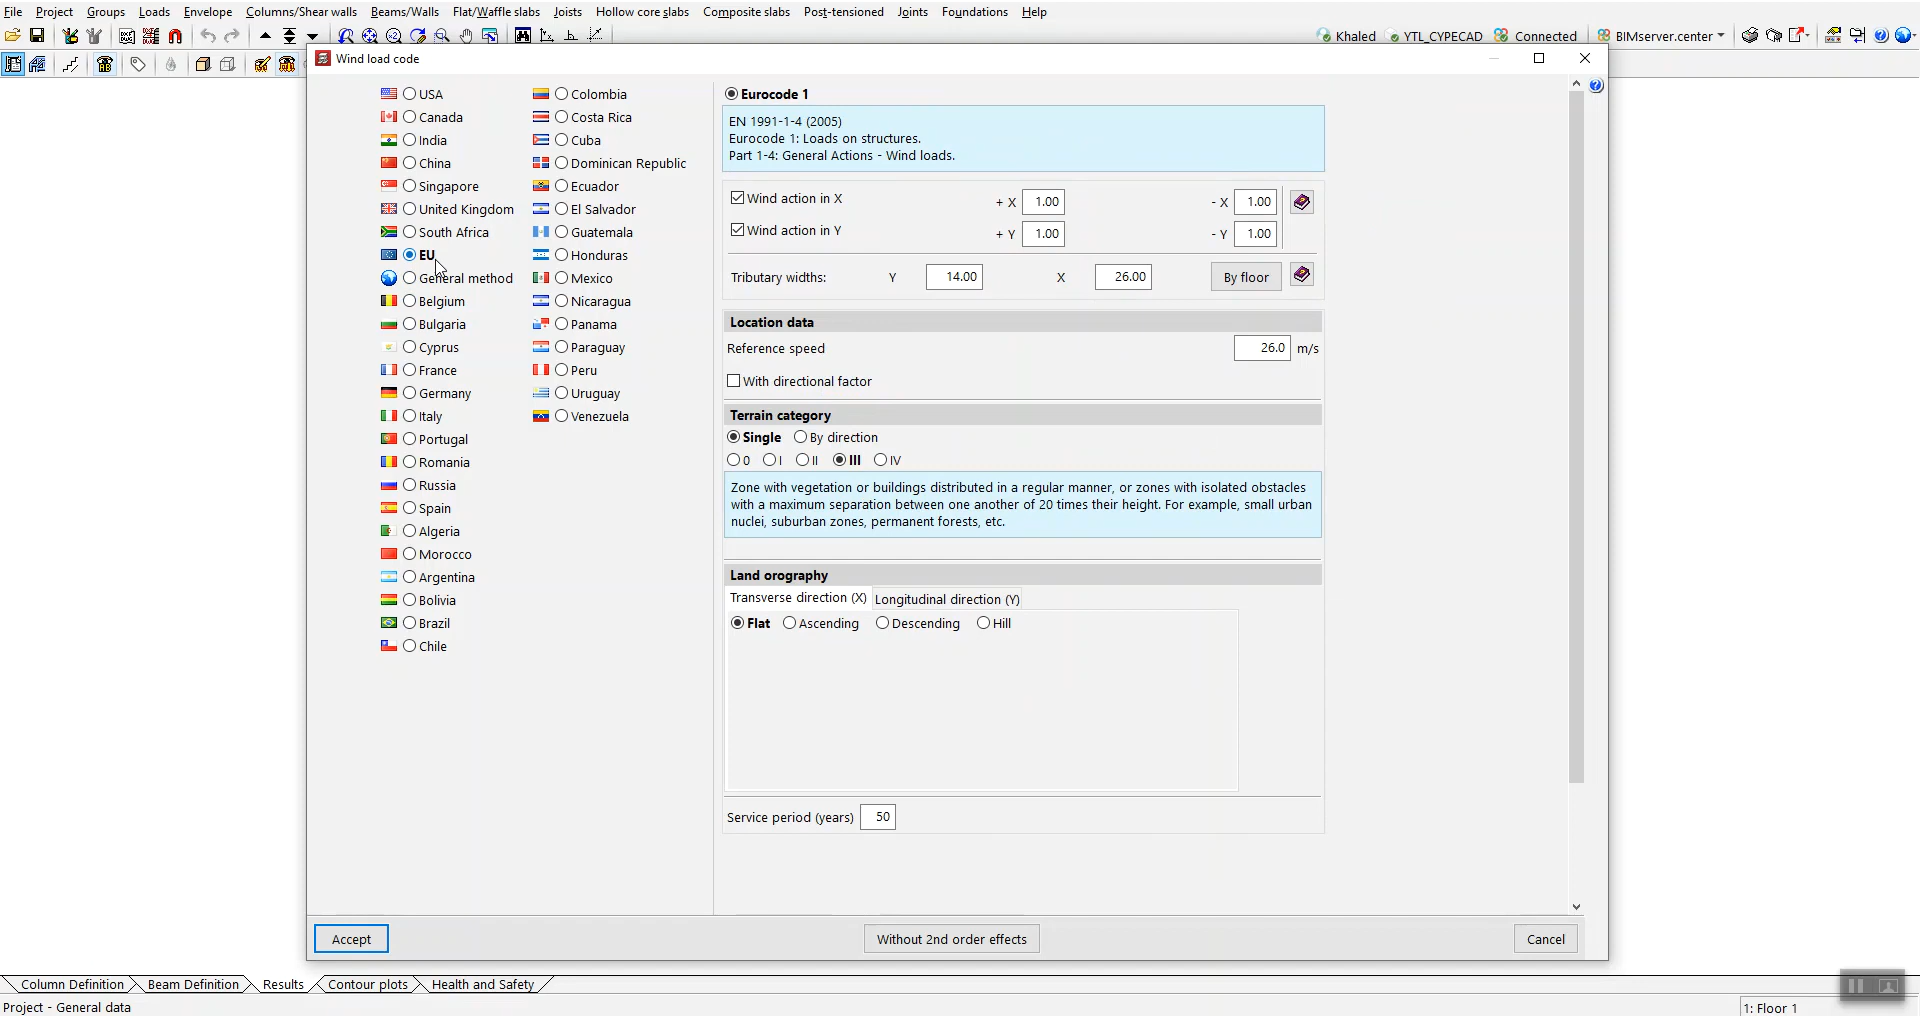 File Project Groups Loads Envelope Columns/Shear walls Beams/Walls Flat/Waffle slabs Joists Hollow core slabs Composite slabs Post-tensioned Joints Foundations Help
Khaled YTL_CYPECAD Connected BIMserver.center
Wind load code
USA
Canada
India
China
Singapore
United Kingdom
South Africa
EU
General method
Belgium
Bulgaria
Cyprus
France
Germany
Italy
Portugal
Romania
Russia
Spain
Algeria
Morocco
Argentina
Bolivia
Brazil
Chile
Colombia
Costa Rica
Cuba
Dominican Republic
Ecuador
El Salvador
Guatemala
Honduras
Mexico
Nicaragua
Panama
Paraguay
Peru
Uruguay
Venezuela
Eurocode 1
EN 1991-1-4 (2005)
Eurocode 1: Loads on structures.
Part 1-4: General Actions - Wind loads.
Wind action in X + X 1.00 - X 1.00
Wind action in Y + Y 1.00 - Y 1.00
Tributary widths: Y 14.00 X 26.00 By floor
Location data
Reference speed 26.0 m/s
With directional factor
Terrain category
Single By direction
0 I II III IV
Zone with vegetation or buildings distributed in a regular manner, or zones with isolated obstacles
with a maximum separation between one another of 20 times their height. For example, small urban
nuclei, suburban zones, permanent forests, etc.
Land orography
Transverse direction (X) Longitudinal direction (Y)
Flat Ascending Descending Hill
Service period (years) 50
Accept Without 2nd order effects Cancel
Column Definition Beam Definition Results Contour plots Health and Safety
Project - General data 1: Floor 1